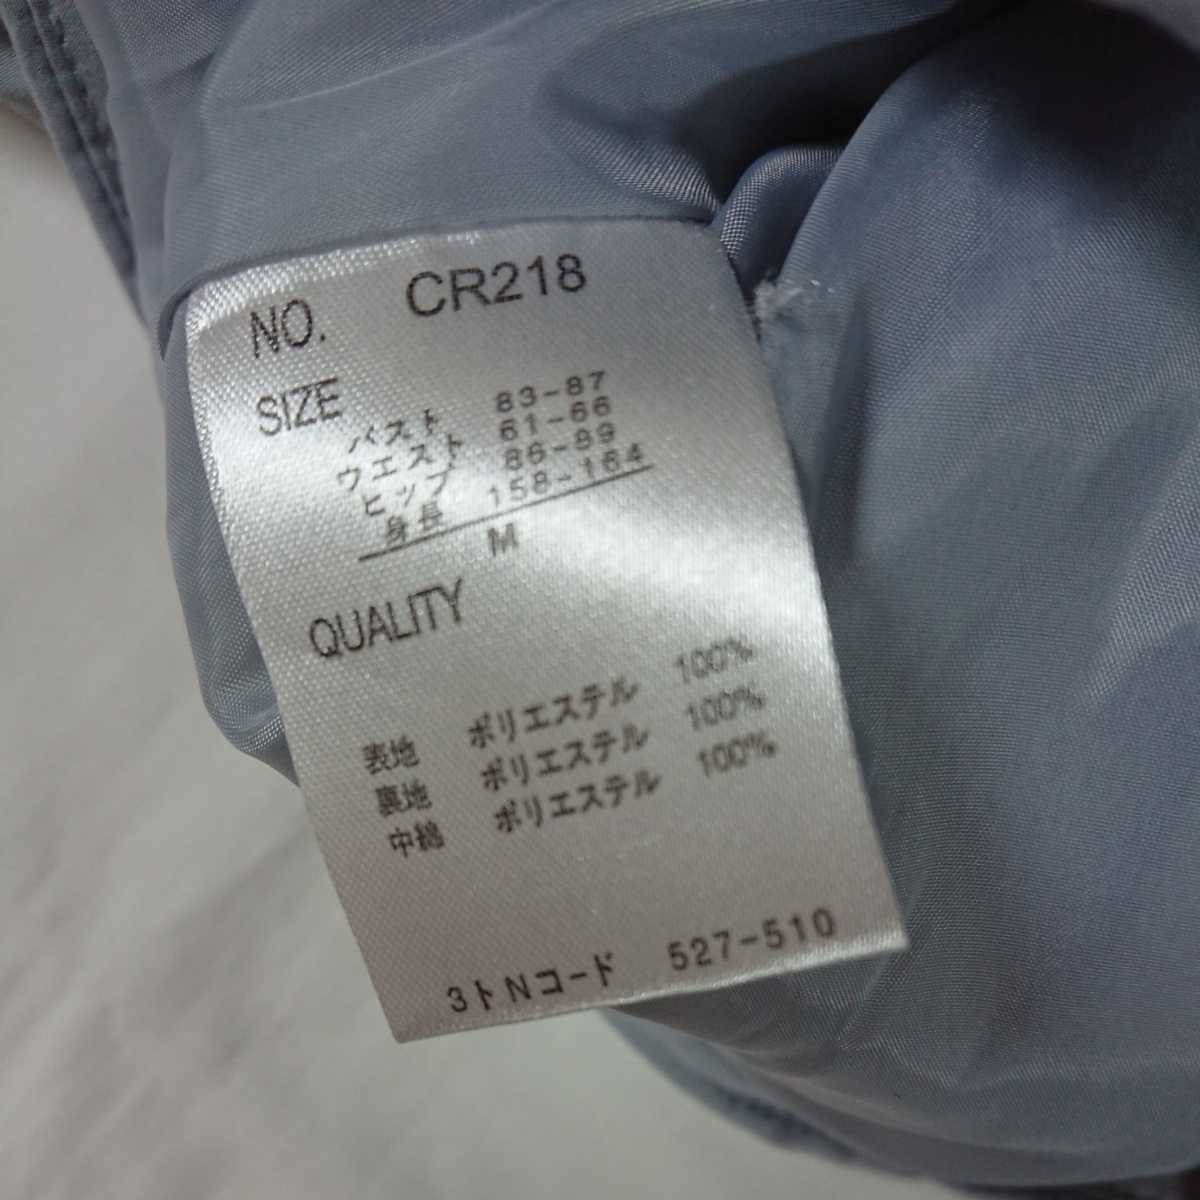 NO. CR218
SIZE
バスト 83-87
ウエスト 61-66
ヒップ 86-89
身長 158-164
M
QUALITY
表地 ポリエステル 100%
裏地 ポリエステル 100%
中綿 ポリエステル 100%
3トNコード 527-510